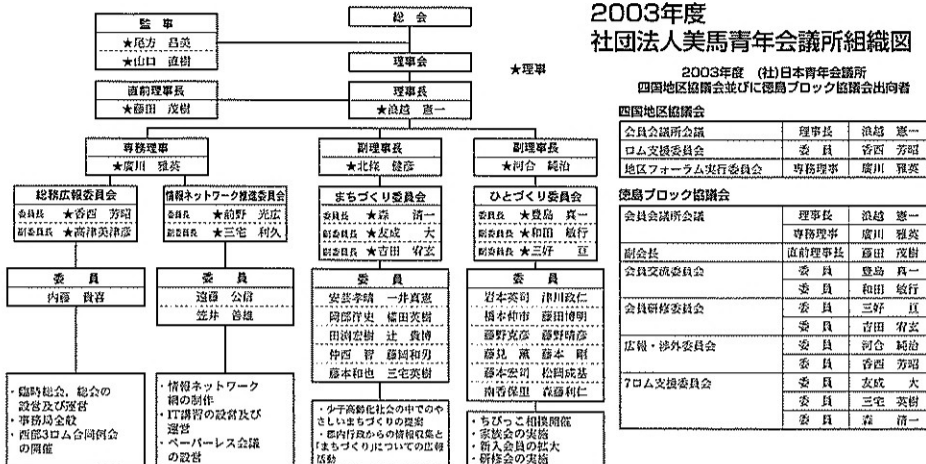 2003年度
社団法人美馬青年会議所組織図
総会
監事
★尾方 昌英
★山口 直樹
理事会
★理事
直前理事長
★藤田 茂樹
理事長
★浪越 憲一
専務理事
★廣川 雅英
副理事長
★北條 健彦
副理事長
★河合 純治
総務広報委員会
委員長 ★香西 芳昭
副委員長 ★高津美津彦
情報ネットワーク推進委員会
委員長 ★前野 光広
副委員長 ★三宅 利久
まちづくり委員会
委員長 ★森 清一
副委員長 ★友成 大
副委員長 ★吉田 宥玄
ひとづくり委員会
委員長 ★豊島 真一
副委員長 ★和田 敏行
副委員長 ★三好 亘
委員
内藤 貴喜
委員
遠藤 公信
笠井 善雄
委員
安芸孝晴 一井真憲
岡部洋史 篠田英樹
田渕宏樹 辻 貴博
仲西 智 藤岡和男
藤本和也 三宅英樹
委員
岩本英司 津川政仁
橋本伸市 藤田博明
藤野克彦 藤野晴彦
藤見 薫 藤本 剛
藤本宏司 松岡成基
南香保里 森藤利仁
・臨時総会、総会の
設営及び運営
・事務局全般
・西部3ロム合同例会
の開催
・情報ネットワーク
網の制作
・IT講習の設営及び
運営
・ペーパーレス会議
の設営
・少子高齢化社会の中でのや
さしいまちづくりの提案
・郡内行政からの情報収集と
「まちづくり」についての広報
活動
・ちびっこ相撲開催
・家族会の実施
・新入会員の拡大
・研修会の実施
2003年度 (社)日本青年会議所
四国地区協議会並びに徳島ブロック協議会出向者
四国地区協議会
会員会議所会議 理事長 浪越 憲一
ロム支援委員会 委員 香西 芳昭
地区フォーラム実行委員会 専務理事 廣川 雅英
徳島ブロック協議会
会員会議所会議 理事長 浪越 憲一
専務理事 廣川 雅英
副会長 直前理事長 藤田 茂樹
会員交流委員会 委員 豊島 真一
委員 和田 敏行
会員研修委員会 委員 三好 亘
委員 吉田 宥玄
広報・渉外委員会 委員 河合 純治
委員 香西 芳昭
7ロム支援委員会 委員 友成 大
委員 三宅 英樹
委員 森 清一